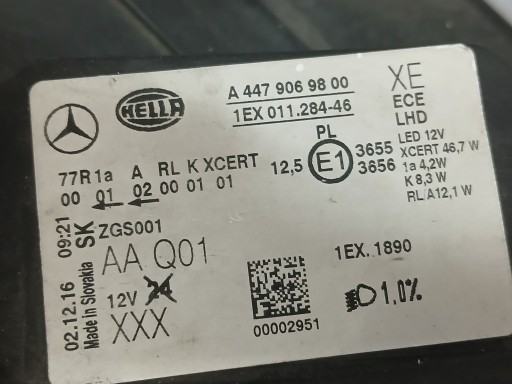 HELLA
A 447 906 98 00
1EX 011.284-46
XE
ECE
LHD
LED 12V
XCERT 46,7 W
1a 4,2W
K 8,3 W
RL A12,1 W
PL
12,5 E1 3655
3656
77R 1a A RL K XCERT
00 01 02 00 01 01
02.12.16 09:21
Made in Slovakia SK
ZGS001
AA Q01
12V 24
XXX
00002951
1EX. 1890
1,0%